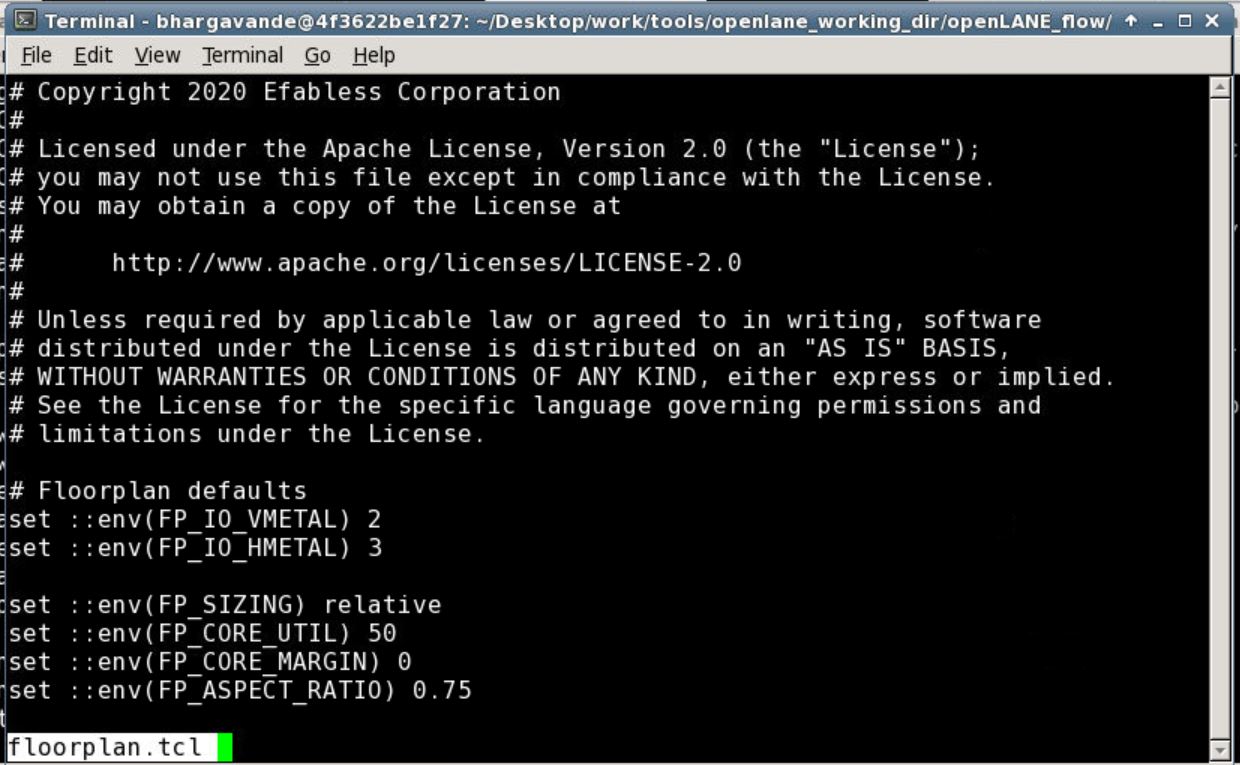 Terminal - bhargavande@4f3622be1f27: ~/Desktop/work/tools/openlane_working_dir/openLANE_flow/
File Edit View Terminal Go Help
# Copyright 2020 Efabless Corporation
#
# Licensed under the Apache License, Version 2.0 (the "License");
# you may not use this file except in compliance with the License.
# You may obtain a copy of the License at
#
#      http://www.apache.org/licenses/LICENSE-2.0
#
# Unless required by applicable law or agreed to in writing, software
# distributed under the License is distributed on an "AS IS" BASIS,
# WITHOUT WARRANTIES OR CONDITIONS OF ANY KIND, either express or implied.
# See the License for the specific language governing permissions and
# limitations under the License.
# Floorplan defaults
set ::env(FP_IO_VMETAL) 2
set ::env(FP_IO_HMETAL) 3
set ::env(FP_SIZING) relative
set ::env(FP_CORE_UTIL) 50
set ::env(FP_CORE_MARGIN) 0
set ::env(FP_ASPECT_RATIO) 0.75
floorplan.tcl